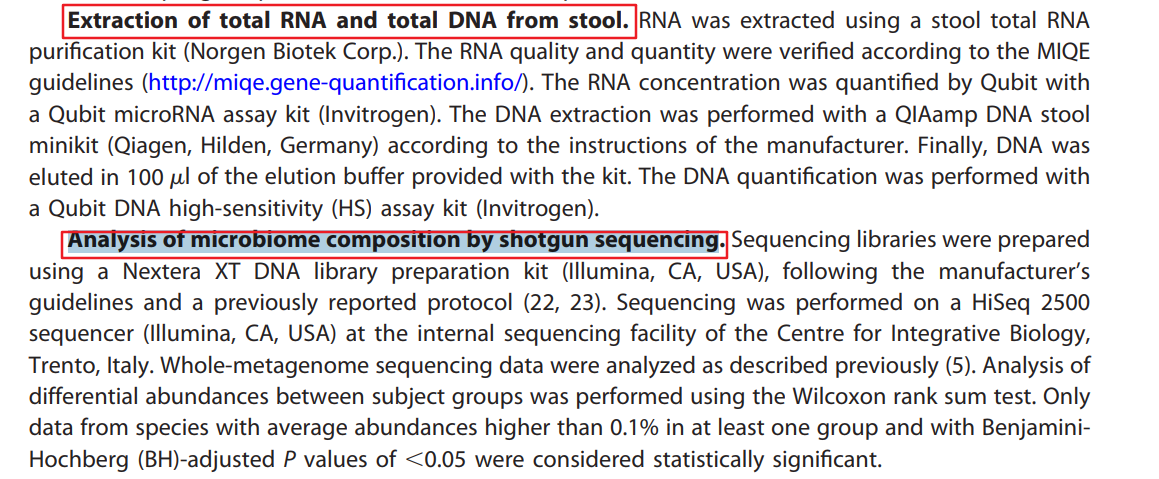 Extraction of total RNA and total DNA from stool. RNA was extracted using a stool total RNA
purification kit (Norgen Biotek Corp.). The RNA quality and quantity were verified according to the MIQE
guidelines (http://miqe.gene-quantification.info/). The RNA concentration was quantified by Qubit with
a Qubit microRNA assay kit (Invitrogen). The DNA extraction was performed with a QIAamp DNA stool
minikit (Qiagen, Hilden, Germany) according to the instructions of the manufacturer. Finally, DNA was
eluted in 100 μl of the elution buffer provided with the kit. The DNA quantification was performed with
a Qubit DNA high-sensitivity (HS) assay kit (Invitrogen).
Analysis of microbiome composition by shotgun sequencing. Sequencing libraries were prepared
using a Nextera XT DNA library preparation kit (Illumina, CA, USA), following the manufacturer's
guidelines and a previously reported protocol (22, 23). Sequencing was performed on a HiSeq 2500
sequencer (Illumina, CA, USA) at the internal sequencing facility of the Centre for Integrative Biology,
Trento, Italy. Whole-metagenome sequencing data were analyzed as described previously (5). Analysis of
differential abundances between subject groups was performed using the Wilcoxon rank sum test. Only
data from species with average abundances higher than 0.1% in at least one group and with Benjamini-
Hochberg (BH)-adjusted P values of <0.05 were considered statistically significant.